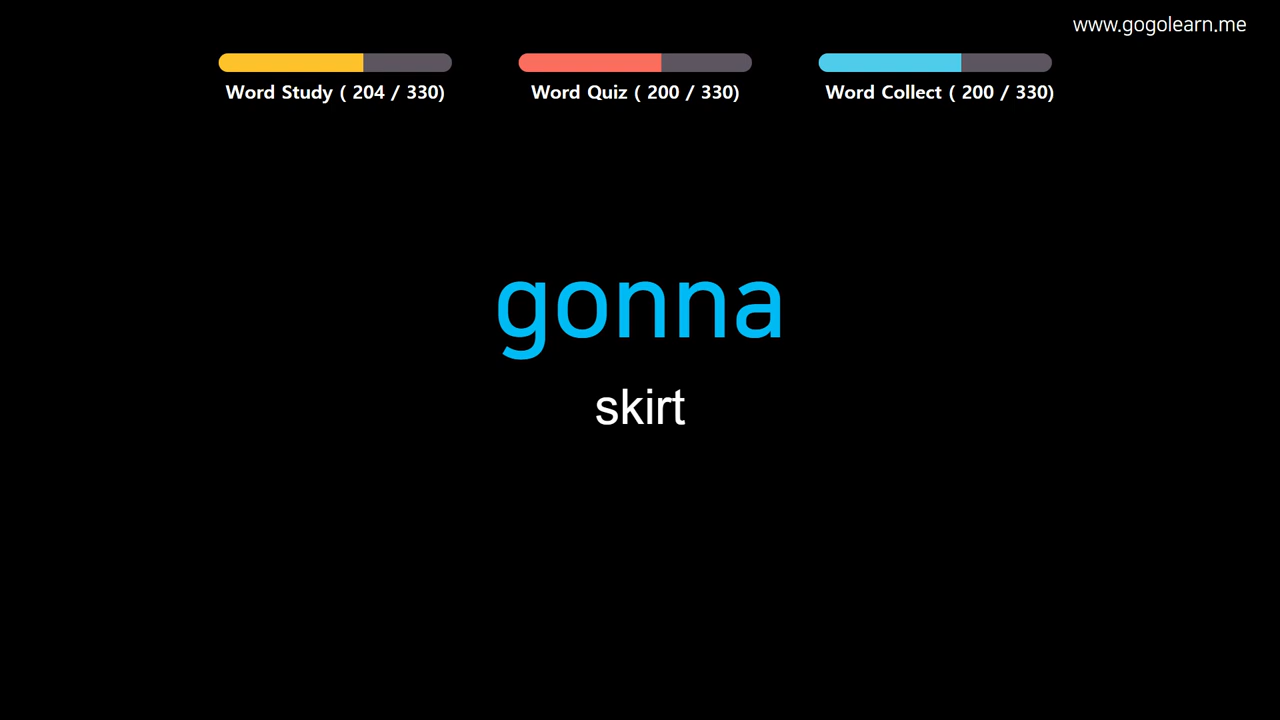 www.gogolearn.me
Word Study ( 204 / 330)
Word Quiz ( 200 / 330)
Word Collect ( 200 / 330)
gonna
skirt